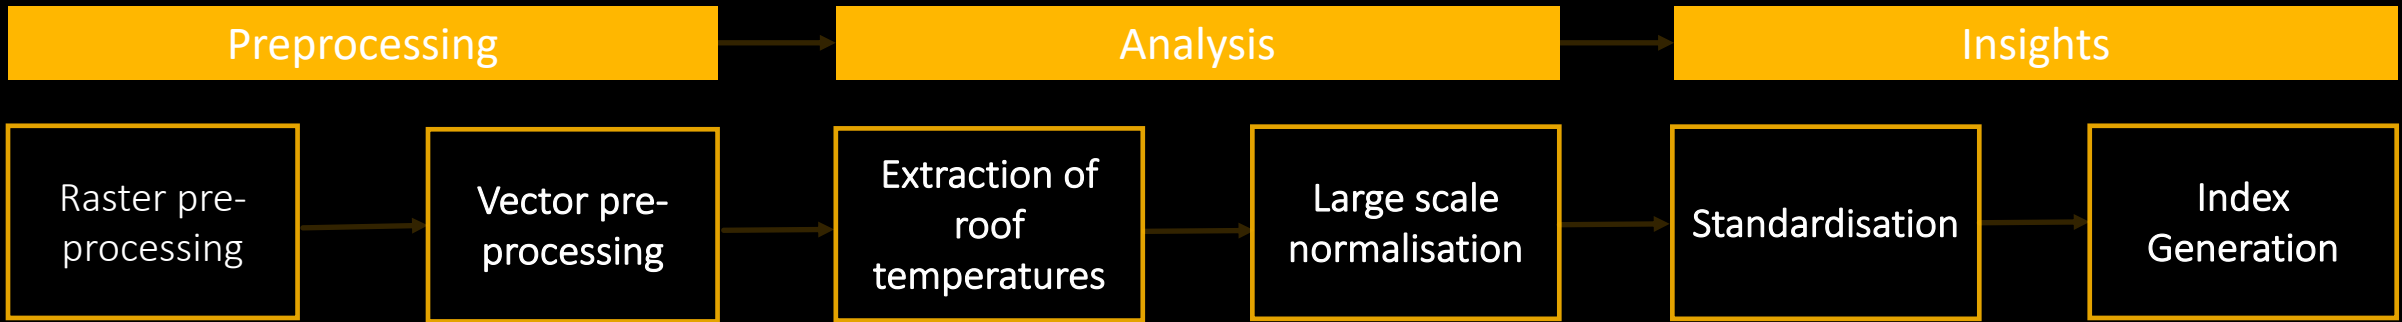 Preprocessing
Analysis
Insights
Raster pre-
processing
Vector pre-
processing
Extraction of
roof
temperatures
Large scale
normalisation
Standardisation
Index
Generation